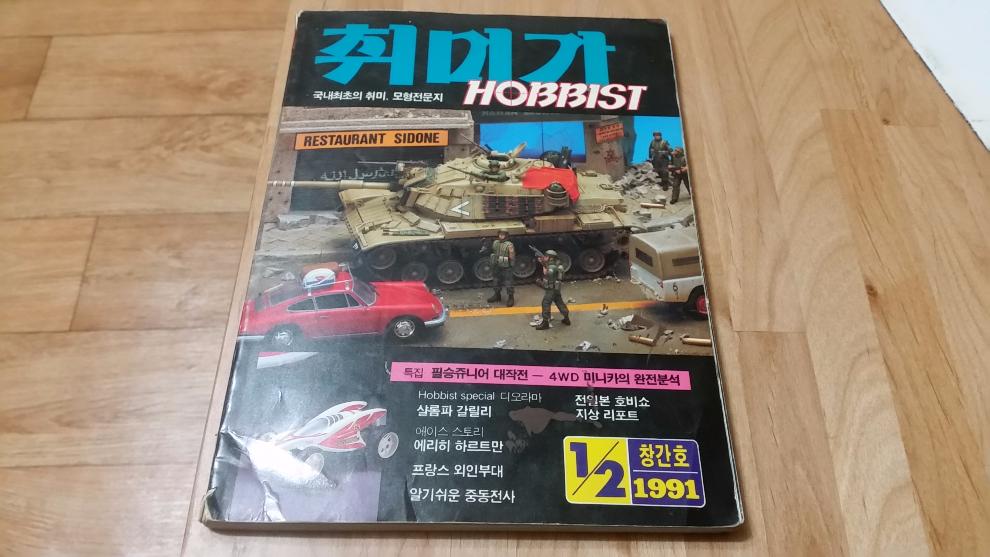 취미가
국내최초의 취미, 모형전문지
HOBBIST
RESTAURANT SIDONE
6
특집 필승쥬니어 대작전 — 4WD 미니카의 완전분석
Hobbist special 디오라마
샬롬파 갈릴리
전일본 호비쇼
지상 리포트
에이스 스토리
에리히 하르트만
프랑스 외인부대
알기쉬운 중동전사
1/2
창간호
1991